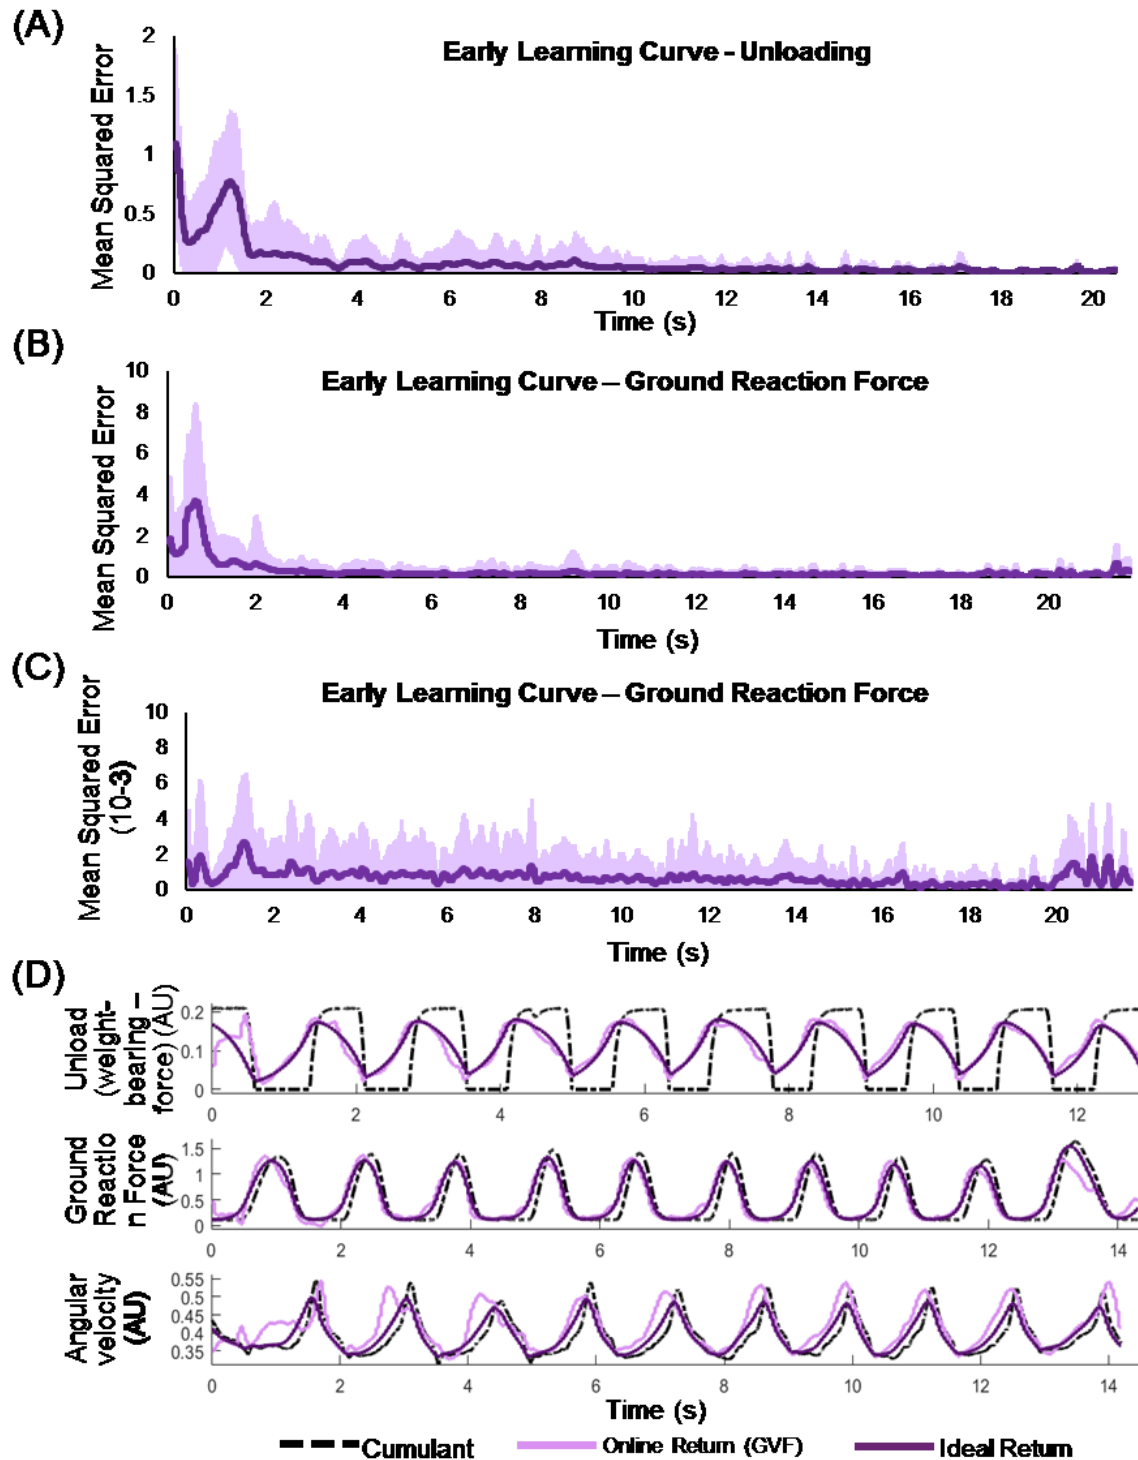 (A)
Early Learning Curve - Unloading
Mean Squared Error
2
1.5
1
0.5
0
0 2 4 6 8 10 12 14 16 18 20
Time (s)
(B)
Early Learning Curve – Ground Reaction Force
Mean Squared Error
10
8
6
4
2
0
0 2 4 6 8 10 12 14 16 18 20
Time (s)
(C)
Early Learning Curve – Ground Reaction Force
Mean Squared Error
(10-3)
10
8
6
4
2
0
0 2 4 6 8 10 12 14 16 18 20
Time (s)
(D)
Unload
(weight-
bearing –
force) (AU)
0.2
0.1
0
0 2 4 6 8 10 12
Ground
Reactio
n Force
(AU)
1.5
1
0.5
0
0 2 4 6 8 10 12 14
Angular
velocity
(AU)
0.55
0.5
0.45
0.4
0.35
0 2 4 6 8 10 12 14
Time (s)
Cumulant Online Return (GVF) Ideal Return